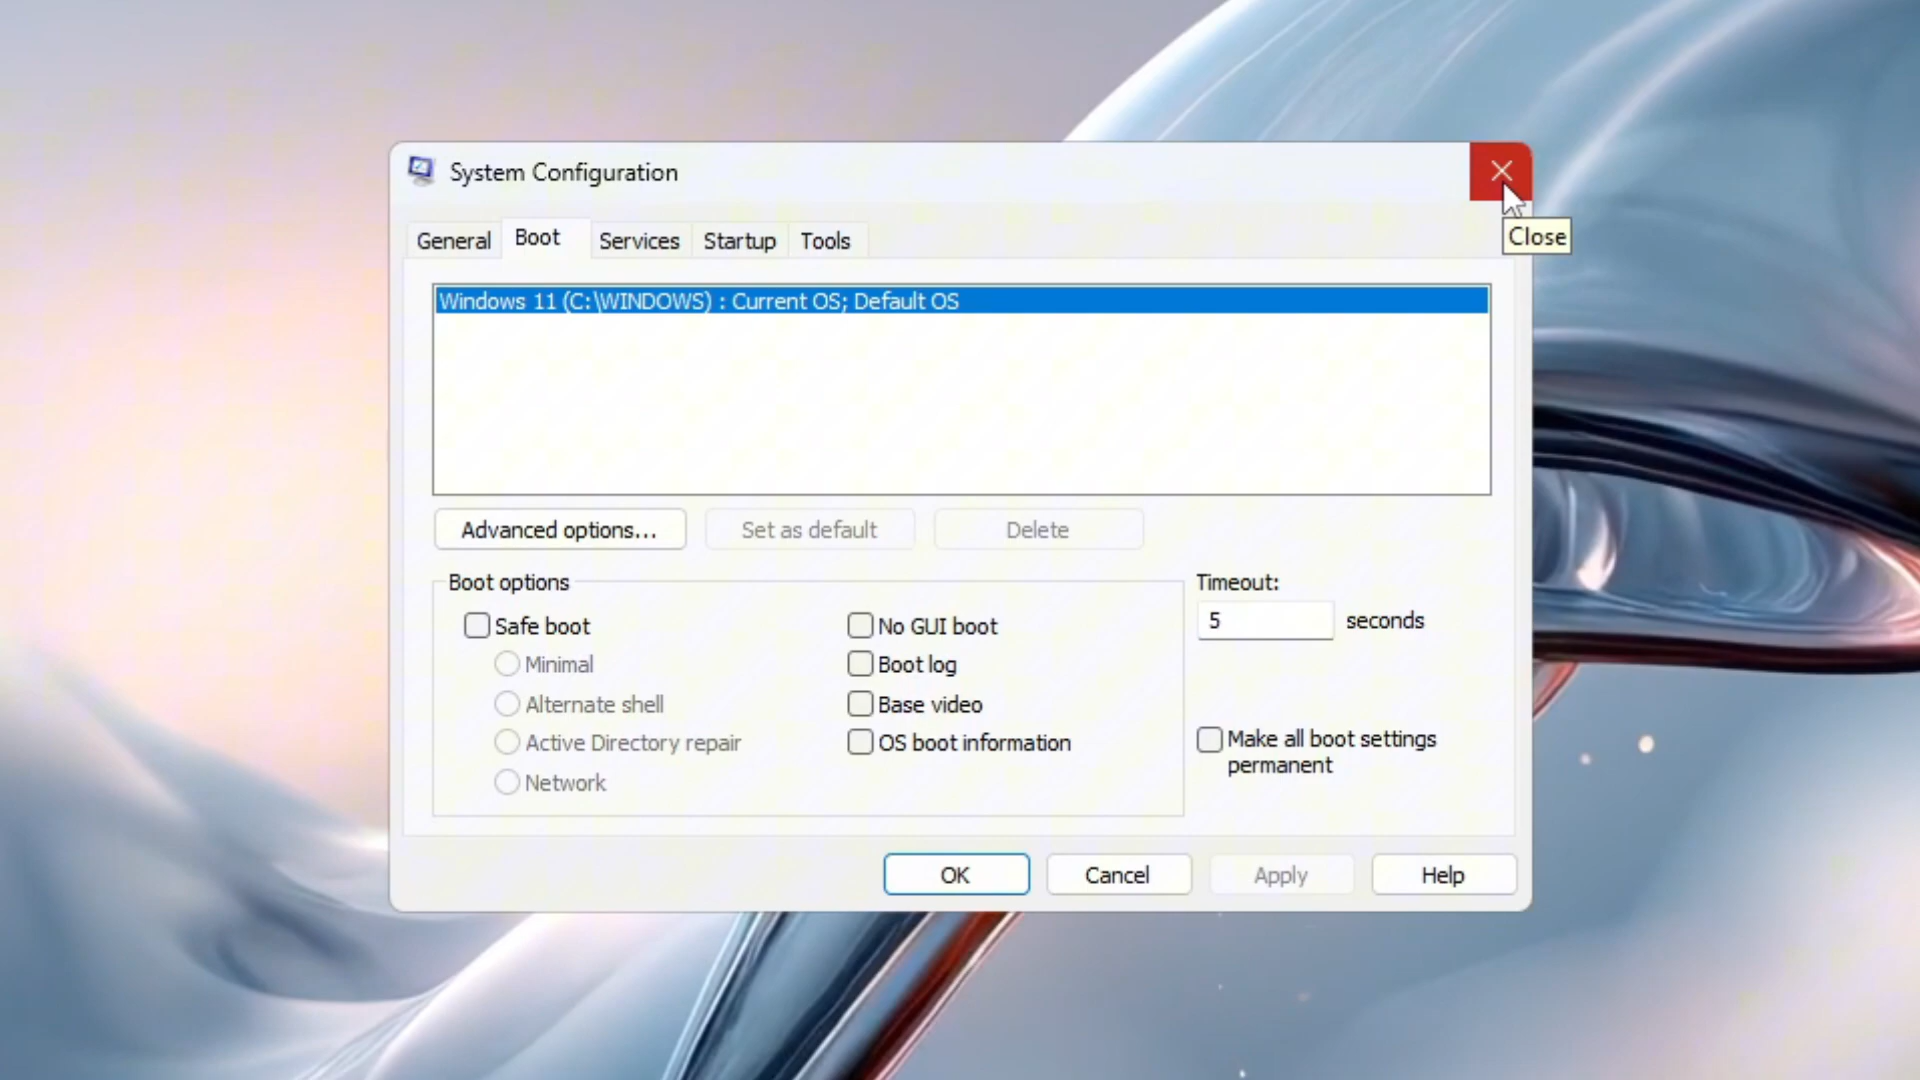 System Configuration
Close
General Boot Services Startup Tools
Windows 11 (C:\WINDOWS) : Current OS; Default OS
Advanced options... Set as default Delete
Boot options
Safe boot
Minimal
Alternate shell
Active Directory repair
Network
No GUI boot
Boot log
Base video
OS boot information
Timeout:
5 seconds
Make all boot settings
permanent
OK Cancel Apply Help